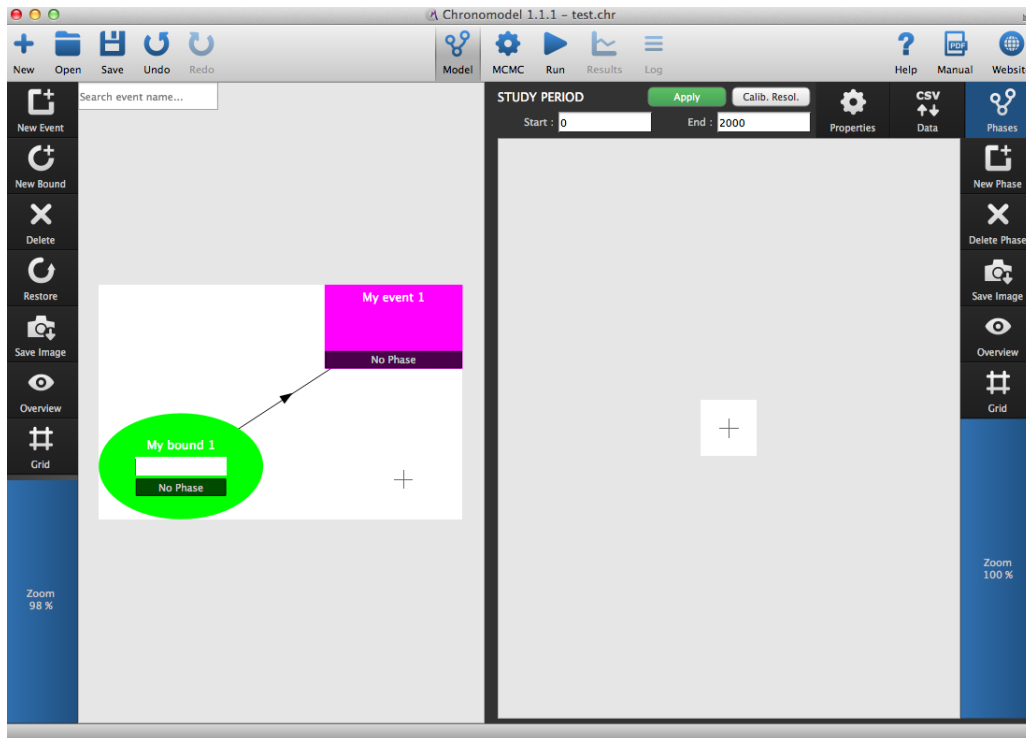 Chronomodel 1.1.1 – test.chr
New Open Save Undo Redo Model MCMC Run Results Log Help Manual Websit
PDF
Search event name...
STUDY PERIOD Apply Calib. Resol.
Start : 0 End : 2000
Properties
CSV
Data
Phases
New Event
New Bound
Delete
Restore
Save Image
Overview
Grid
Zoom
98 %
My event 1
No Phase
My bound 1
No Phase
New Phase
Delete Phase
Save Image
Overview
Grid
Zoom
100 %